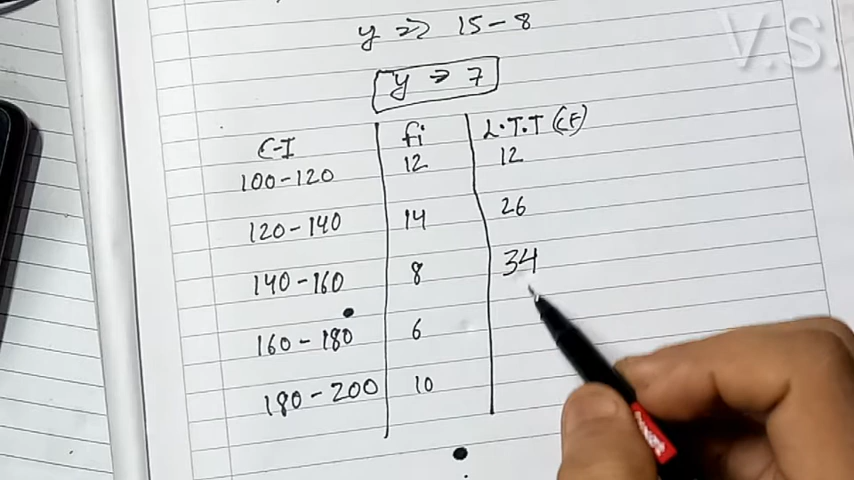 y => 15 - 8
V.S.
y → 7
C-I fi L.T.T (CF)
100-120 12 12
120-140 14 26
140-160 8 34
160-180 6
180-200 10